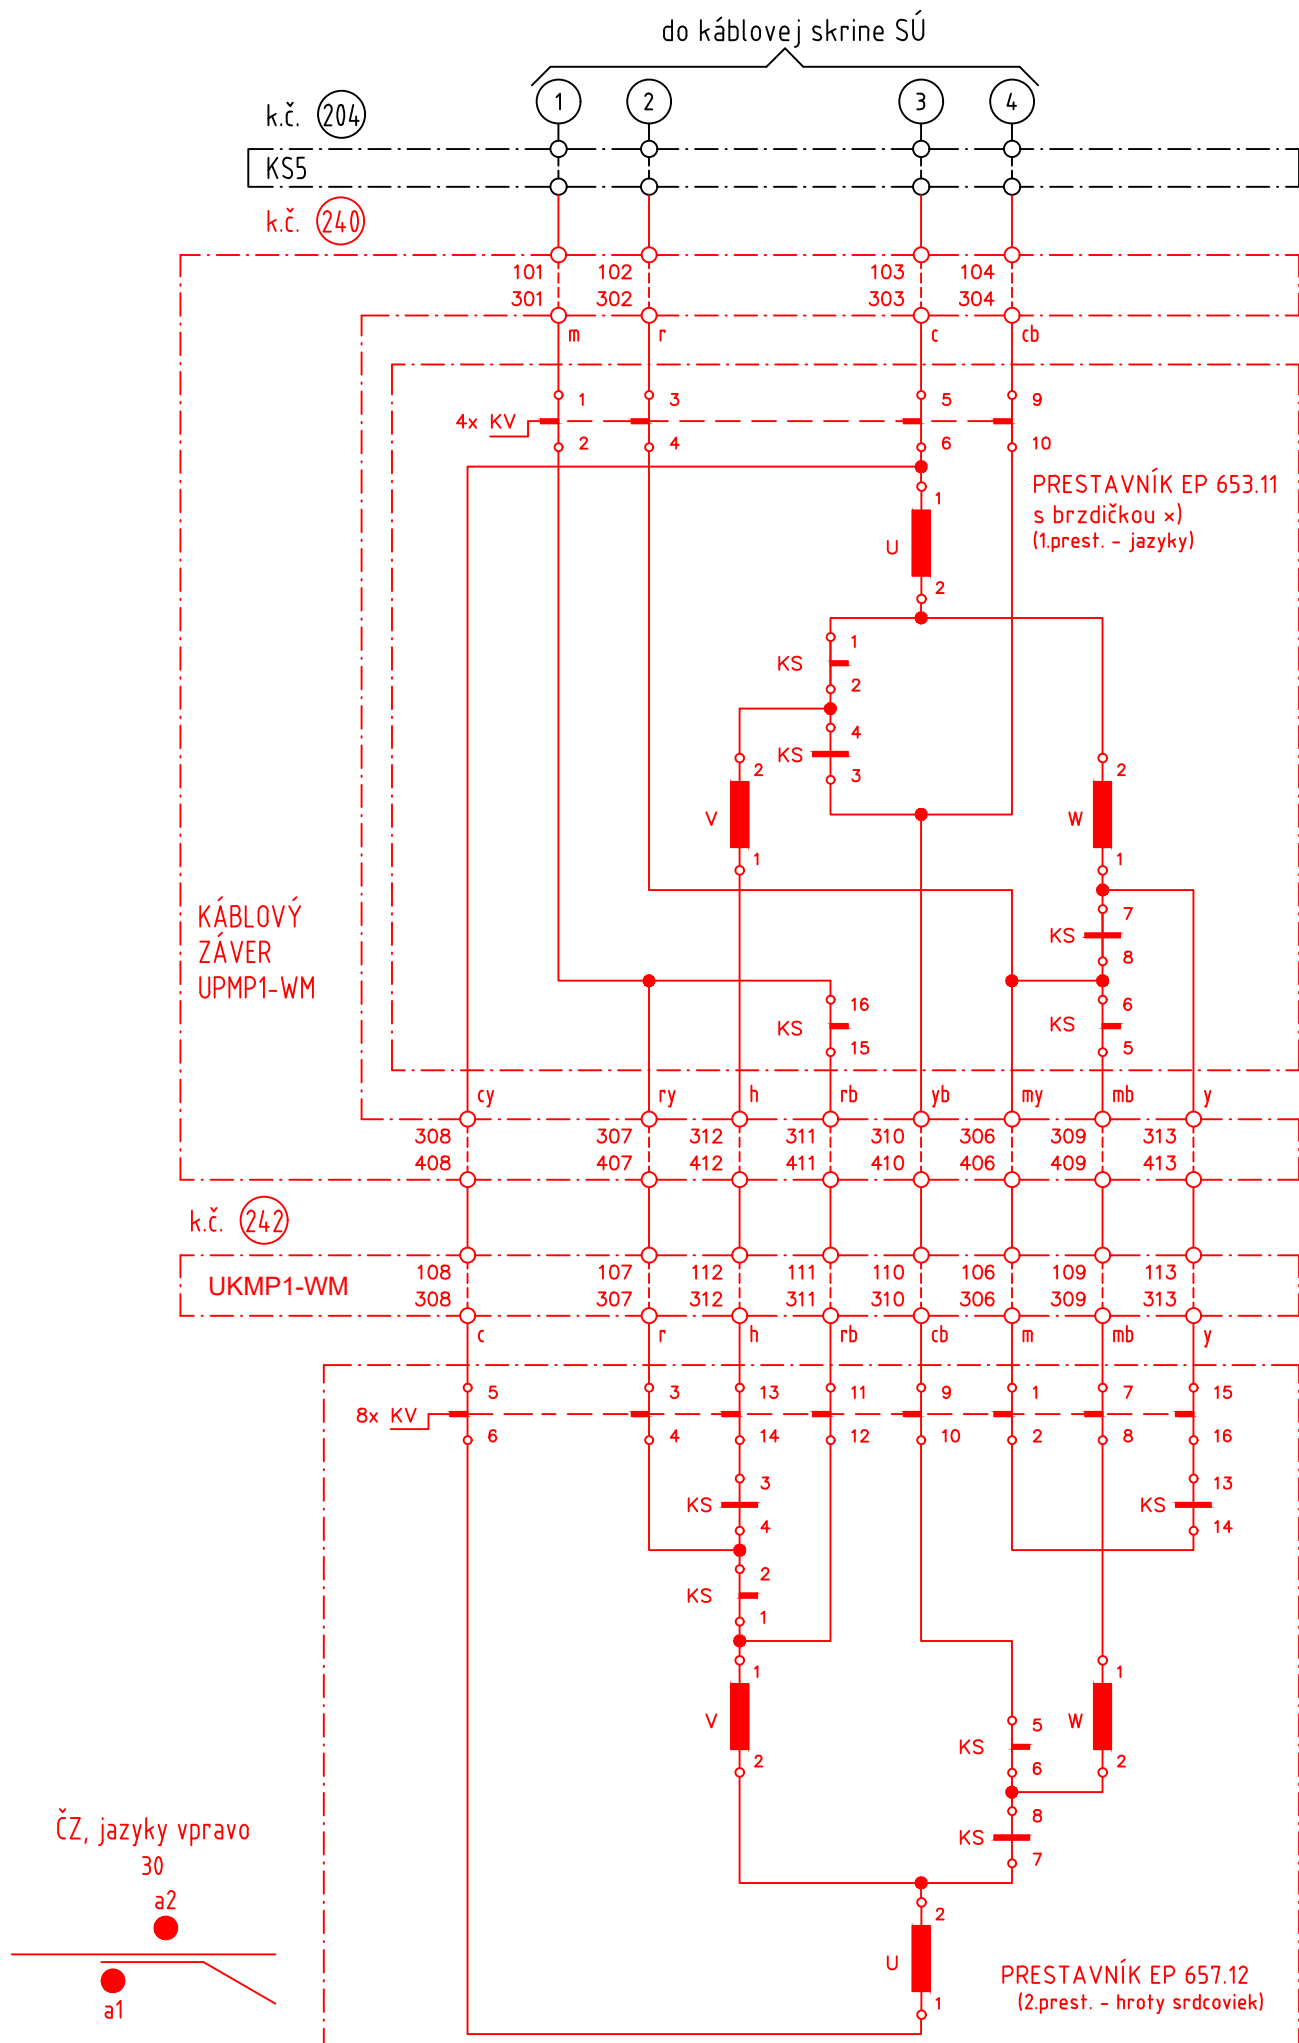 do káblovej skrine SÚ
1 2 3 4
k.č. 204
KS5
k.č. 240
101 102 103 104
301 302 303 304
m r c cb
1 3 5 9
4x KV
2 4 6 10
PRESTAVNÍK EP 653.11
s brzdičkou x)
(1.prest. - jazyky)
1
U
2
1
KS
2
4
KS
3
2 2
V W
1 1
7
KS
8
KÁBLOVÝ
ZÁVER
UPMP1-WM
16 6
KS KS
15 5
cy ry h rb yb my mb y
308 307 312 311 310 306 309 313
408 407 412 411 410 406 409 413
k.č. 242
UKMP1-WM
108 107 112 111 110 106 109 113
308 307 312 311 310 306 309 313
c r h rb cb m mb y
5 3 13 11 9 1 7 15
8x KV
6 4 14 12 10 2 8 16
3 13
KS KS
4 14
2
KS
1
1 1
V W
2 2
5
KS
6
8
KS
7
ČZ, jazyky vpravo
30
a2
a1
2
U
1
PRESTAVNÍK EP 657.12
(2.prest. - hroty srdcoviek)